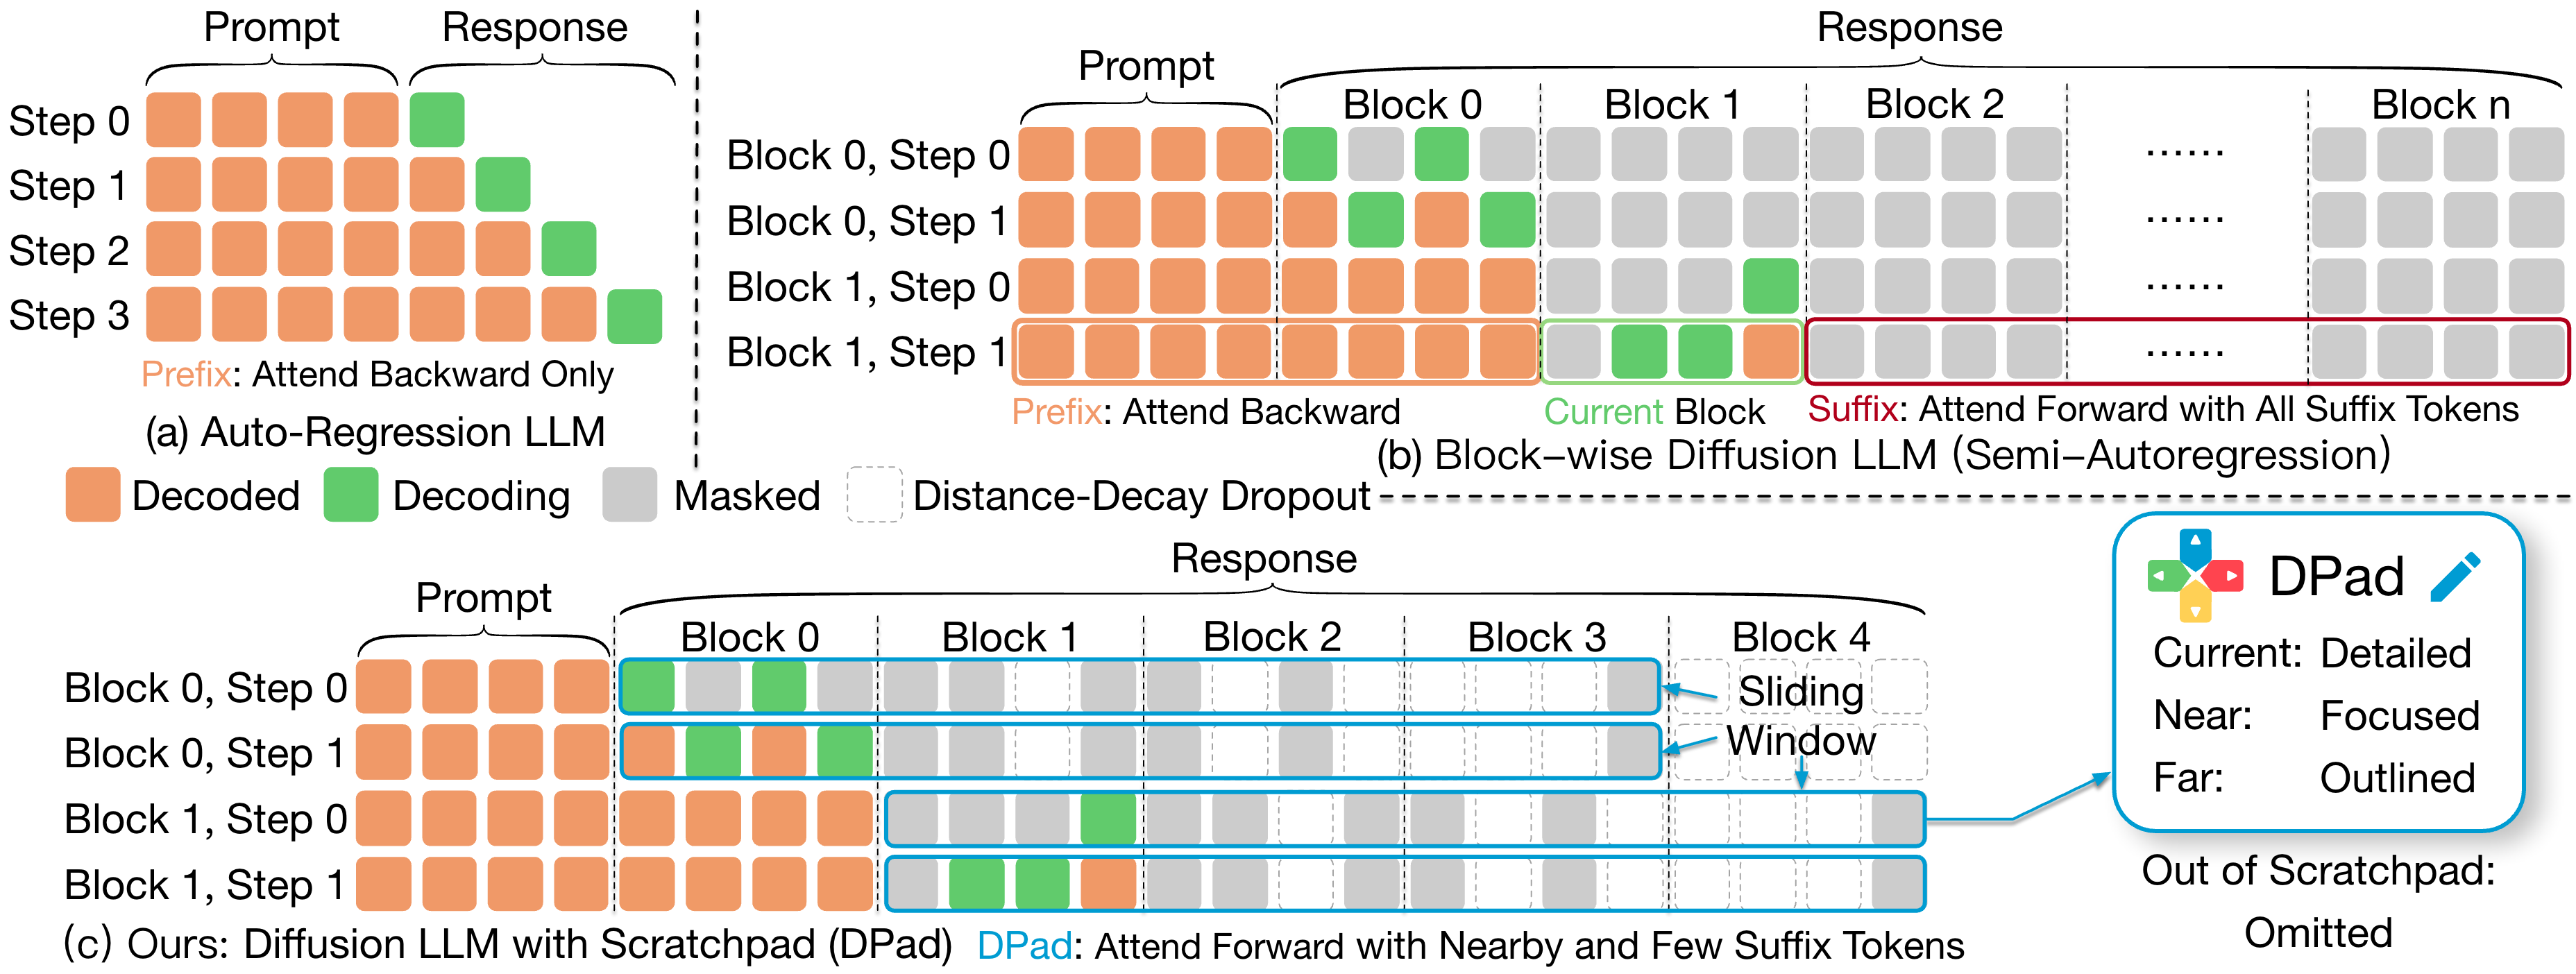 Prompt
Response
Step 0
Step 1
Step 2
Step 3
Prefix: Attend Backward Only
(a) Auto-Regression LLM
Response
Prompt
Block 0
Block 1
Block 2
Block n
Block 0, Step 0
......
Block 0, Step 1
......
Block 1, Step 0
......
Block 1, Step 1
......
Prefix: Attend Backward
Current Block
Suffix: Attend Forward with All Suffix Tokens
(b) Block–wise Diffusion LLM (Semi–Autoregression)
Decoded
Decoding
Masked
Distance-Decay Dropout
Response
Prompt
Block 0
Block 1
Block 2
Block 3
Block 4
Block 0, Step 0
Block 0, Step 1
Block 1, Step 0
Block 1, Step 1
Sliding
Window
(c) Ours: Diffusion LLM with Scratchpad (DPad)
DPad: Attend Forward with Nearby and Few Suffix Tokens
DPad
Current: Detailed
Near: Focused
Far: Outlined
Out of Scratchpad:
Omitted